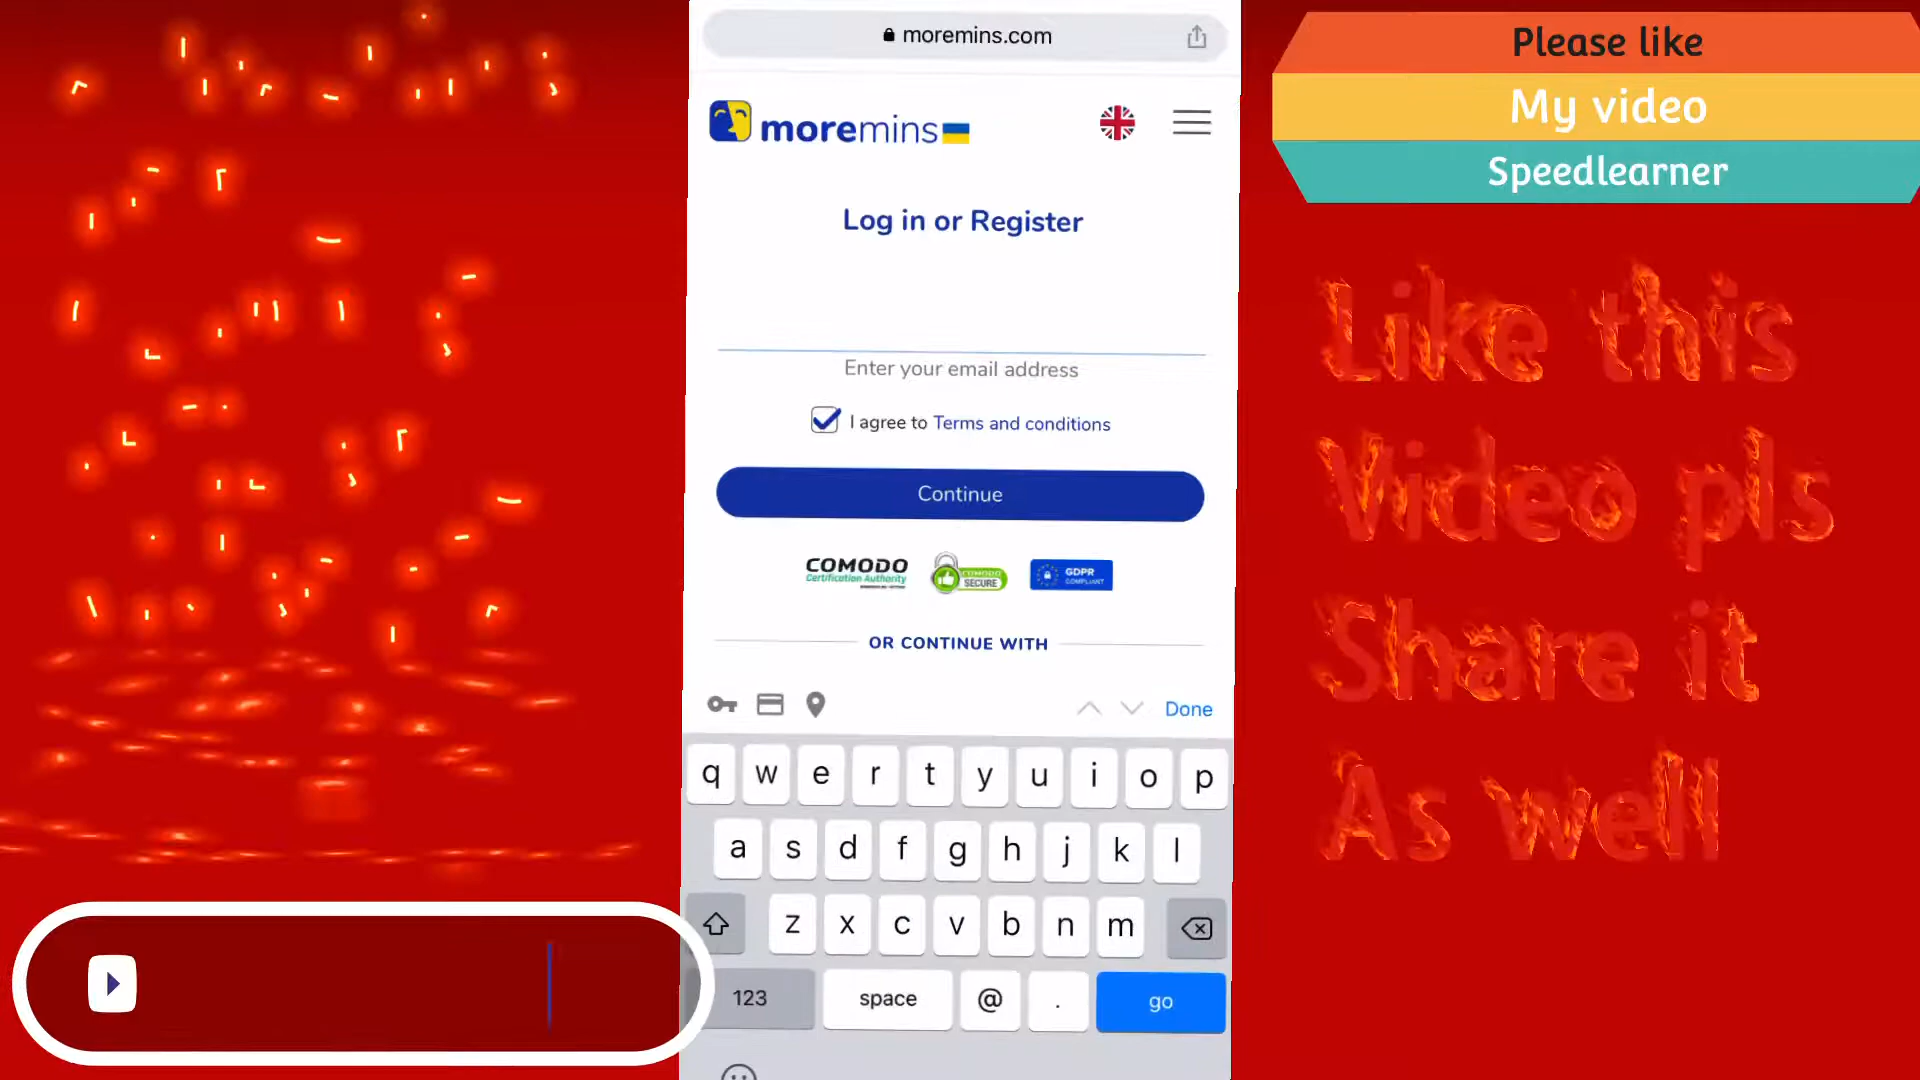 moremins.com
moremins
Log in or Register
Enter your email address
I agree to Terms and conditions
Continue
COMODO
Certification Authority
COMODO
SECURE
GDPR
COMPLIANT
OR CONTINUE WITH
Done
q w e r t y u i o p
a s d f g h j k l
z x c v b n m
123 space @ . go
Please like
My video
Speedlearner
Like this
Video pls
Share it
As well